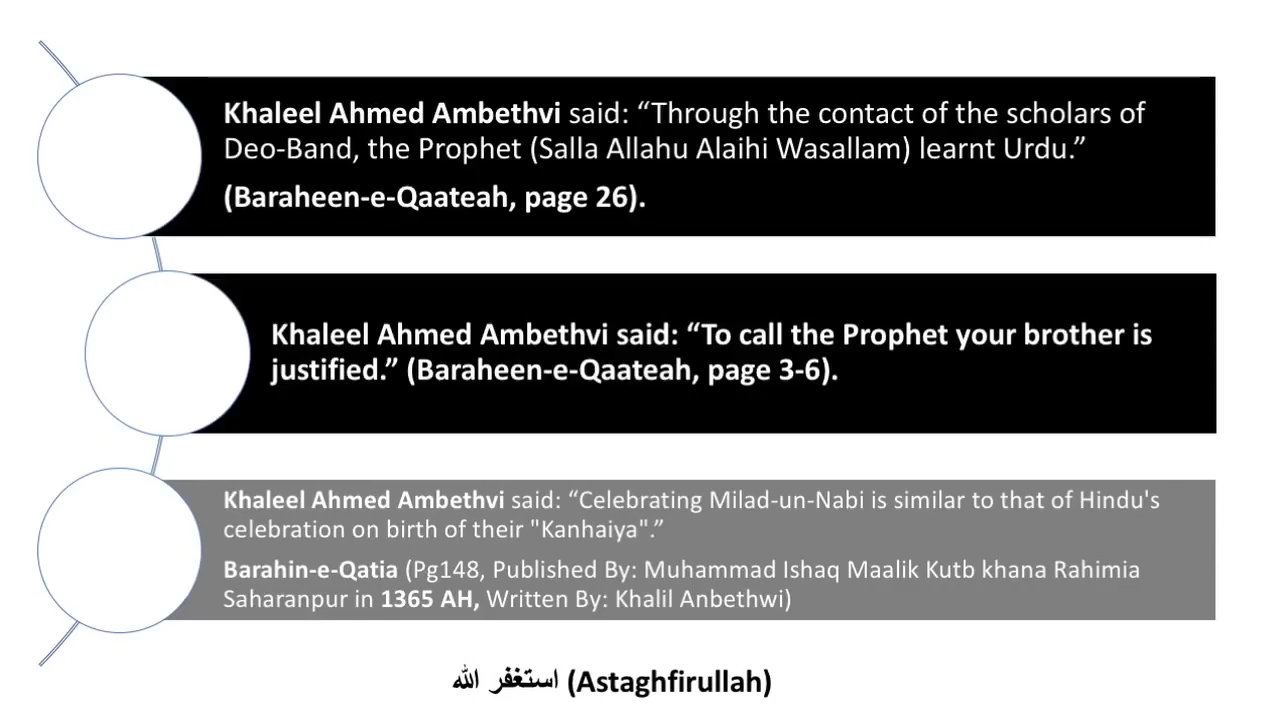 Khaleel Ahmed Ambethvi said: “Through the contact of the scholars of
Deo-Band, the Prophet (Salla Allahu Alaihi Wasallam) learnt Urdu.”
(Baraheen-e-Qaateah, page 26).
Khaleel Ahmed Ambethvi said: “To call the Prophet your brother is
justified.” (Baraheen-e-Qaateah, page 3-6).
Khaleel Ahmed Ambethvi said: “Celebrating Milad-un-Nabi is similar to that of Hindu's
celebration on birth of their "Kanhaiya".”
Barahin-e-Qatia (Pg148, Published By: Muhammad Ishaq Maalik Kutb khana Rahimia
Saharanpur in 1365 AH, Written By: Khalil Anbethwi)
استغفر الله (Astaghfirullah)